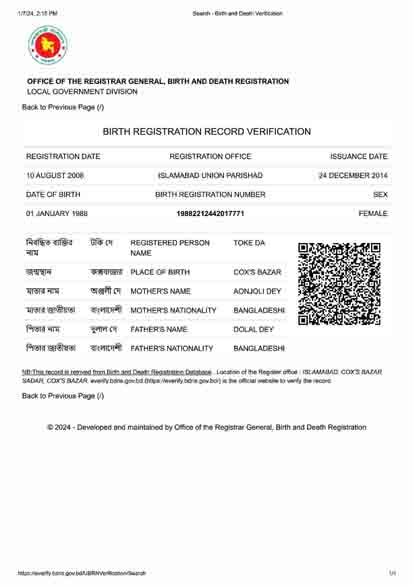 1/7/24, 2:15 PM Search - Birth and Death Verification
OFFICE OF THE REGISTRAR GENERAL, BIRTH AND DEATH REGISTRATION
LOCAL GOVERNMENT DIVISION
Back to Previous Page (/)
BIRTH REGISTRATION RECORD VERIFICATION
REGISTRATION DATE REGISTRATION OFFICE ISSUANCE DATE
10 AUGUST 2008 ISLAMABAD UNION PARISHAD 24 DECEMBER 2014
DATE OF BIRTH BIRTH REGISTRATION NUMBER SEX
01 JANUARY 1988 19882212442017771 FEMALE
নিবন্ধিত ব্যক্তির নাম টকি দে REGISTERED PERSON NAME TOKE DA
জন্মস্থান কক্সবাজার PLACE OF BIRTH COX'S BAZAR
মাতার নাম অঞ্জলী দে MOTHER'S NAME AONJOLI DEY
মাতার জাতীয়তা বাংলাদেশী MOTHER'S NATIONALITY BANGLADESHI
পিতার নাম দুলাল দে FATHER'S NAME DOLAL DEY
পিতার জাতীয়তা বাংলাদেশী FATHER'S NATIONALITY BANGLADESHI
NB:This record is retrived from Birth and Death Registration Database . Location of the Register office : ISLAMABAD, COX'S BAZAR
SADAR, COX'S BAZAR. everify.bdris.gov.bd (https://everify.bdris.gov.bd/) is the official website to verify the record.
Back to Previous Page (/)
© 2024 - Developed and maintained by Office of the Registrar General, Birth and Death Registration
https://everify.bdris.gov.bd/UBRNVerification/Search 1/1